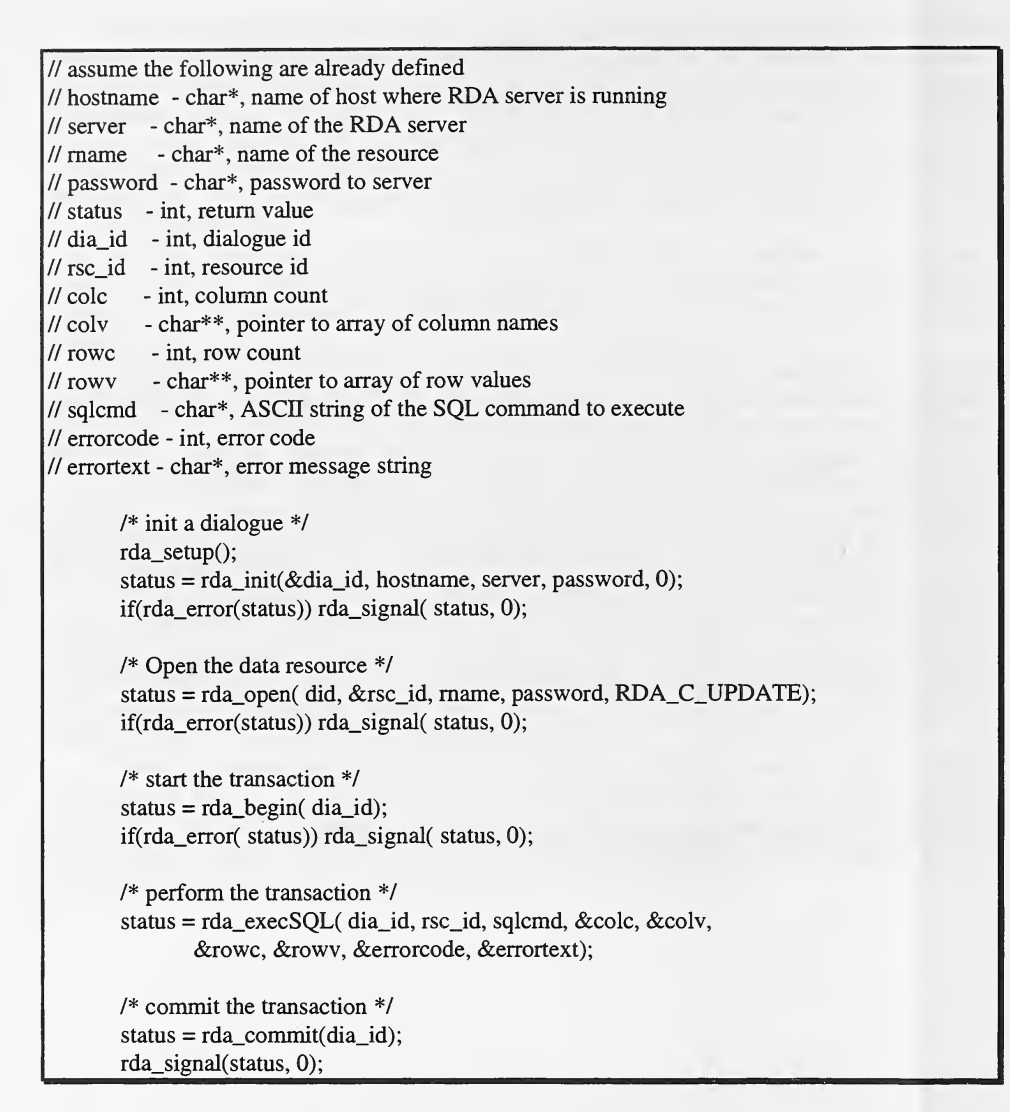 // assume the following are already defined
// hostname - char*, name of host where RDA server is running
// server - char*, name of the RDA server
// rname - char*, name of the resource
// password - char*, password to server
// status - int, return value
// dia_id - int, dialogue id
// rsc_id - int, resource id
// colc - int, column count
// colv - char**, pointer to array of column names
// rowc - int, row count
// rowv - char**, pointer to array of row values
// sqlcmd - char*, ASCII string of the SQL command to execute
// errorcode - int, error code
// errortext - char*, error message string
/* init a dialogue */
rda_setup();
status = rda_init(&dia_id, hostname, server, password, 0);
if(rda_error(status)) rda_signal( status, 0);
/* Open the data resource */
status = rda_open( did, &rsc_id, rname, password, RDA_C_UPDATE);
if(rda_error(status)) rda_signal( status, 0);
/* start the transaction */
status = rda_begin( dia_id);
if(rda_error( status)) rda_signal( status, 0);
/* perform the transaction */
status = rda_execSQL( dia_id, rsc_id, sqlcmd, &colc, &colv,
&rowc, &rowv, &errorcode, &errortext);
/* commit the transaction */
status = rda_commit(dia_id);
rda_signal(status, 0);